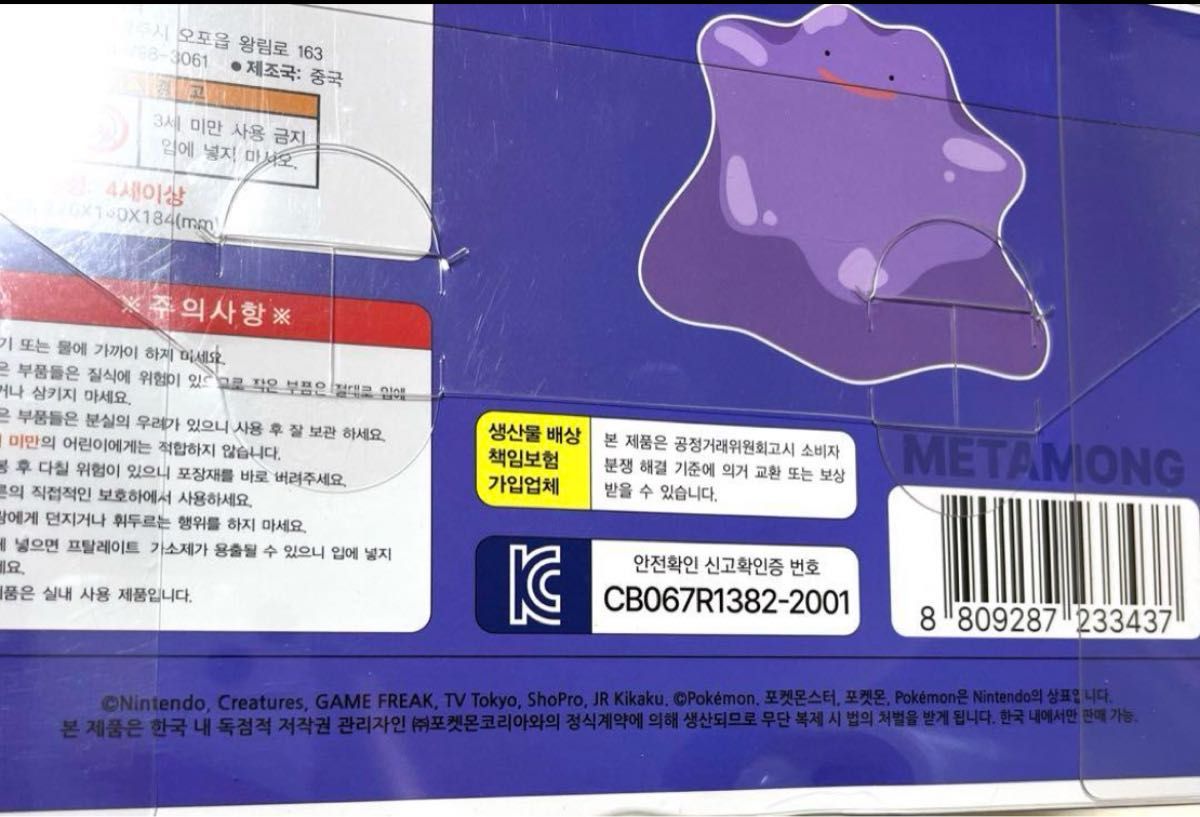 오포읍 왕림로 163
-3061 ●제조국: 중국
경 고
3세 미만 사용 금지
입에 넣지 마시오.
4세이상
X184(mm)
※주의사항※
또는 물에 가까이 하지 마세요.
부품들은 질식에 위험이 있으므로 작은 부품은 절대로 입에
삼키지 마세요.
부품들은 분실의 우려가 있으니 사용 후 잘 보관 하세요.
미만의 어린이에게는 적합하지 않습니다.
후 다칠 위험이 있으니 포장재를 바로 버려주세요.
직접적인 보호하에서 사용하세요.
던지거나 휘두르는 행위를 하지 마세요.
넣으면 프탈레이트 가소제가 용출될 수 있으니 입에 넣지
실내 사용 제품입니다.
생산물 배상
책임보험
가입업체
본 제품은 공정거래위원회고시 소비자
분쟁 해결 기준에 의거 교환 또는 보상
받을 수 있습니다.
KC
안전확인 신고확인증 번호
CB067R1382-2001
METAMONG
8 809287 233437
©Nintendo, Creatures, GAME FREAK, TV Tokyo, ShoPro, JR Kikaku. ©Pokémon. 포켓몬스터, 포켓몬, Pokémon은 Nintendo의 상표입니다.
본 제품은 한국 내 독점적 저작권 관리자인 ㈜포켓몬코리아와의 정식계약에 의해 생산되므로 무단 복제 시 법의 처벌을 받게 됩니다. 한국 내에서만 판매 가능.